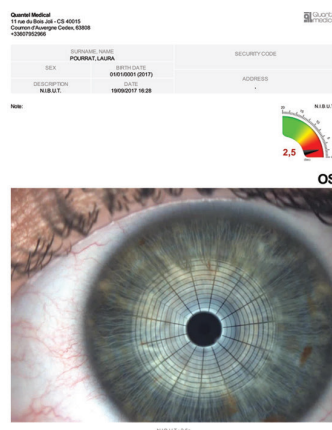 Quantel Medical
11 rue du Bois Joli - CS 40015
Cournon d'Auvergne Cedex, 63808
+33607952966
SURNAME, NAME
POURRAT, LAURA
SECURITY CODE
SEX
BIRTH DATE
01/01/0001 (2017)
ADDRESS
DESCRIPTION
N.I.B.U.T.
DATE
19/09/2017 16:28
Note:
N.I.B.U.T
2,5
OS